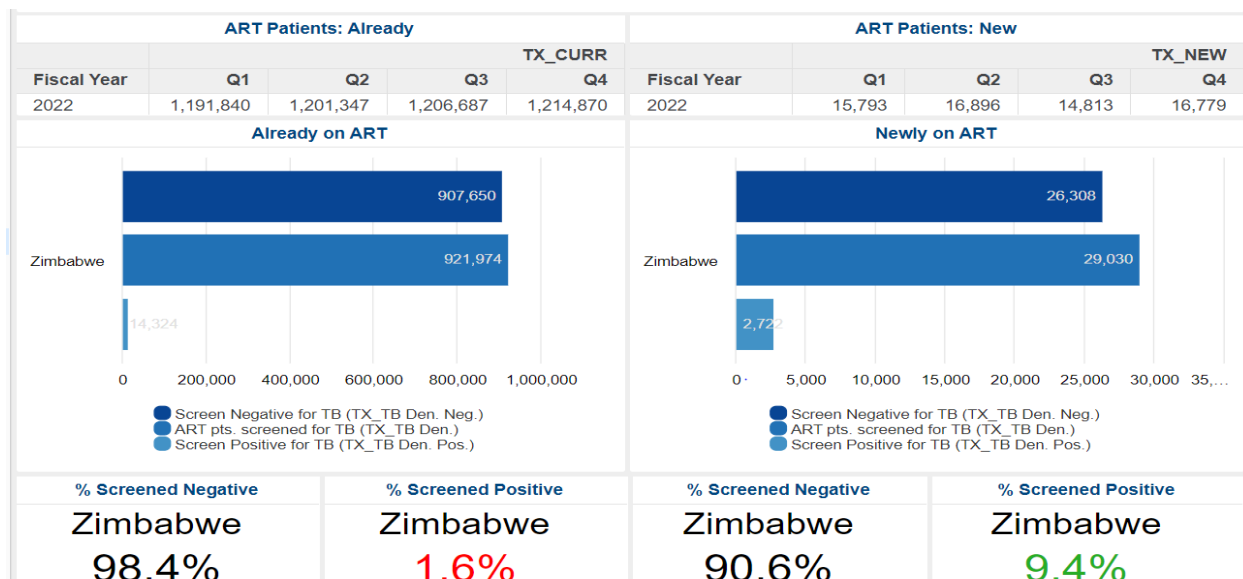 ART Patients: Already
TX_CURR
Fiscal Year Q1 Q2 Q3 Q4
2022 1,191,840 1,201,347 1,206,687 1,214,870
ART Patients: New
TX_NEW
Fiscal Year Q1 Q2 Q3 Q4
2022 15,793 16,896 14,813 16,779
Already on ART
907,650
921,974
Zimbabwe
14,324
0 200,000 400,000 600,000 800,000 1,000,000
Screen Negative for TB (TX_TB Den. Neg.)
ART pts. screened for TB (TX_TB Den.)
Screen Positive for TB (TX_TB Den. Pos.)
Newly on ART
26,308
29,030
Zimbabwe
2,722
0 5,000 10,000 15,000 20,000 25,000 30,000 35,...
Screen Negative for TB (TX_TB Den. Neg.)
ART pts. screened for TB (TX_TB Den.)
Screen Positive for TB (TX_TB Den. Pos.)
% Screened Negative
Zimbabwe
98.4%
% Screened Positive
Zimbabwe
1.6%
% Screened Negative
Zimbabwe
90.6%
% Screened Positive
Zimbabwe
9.4%